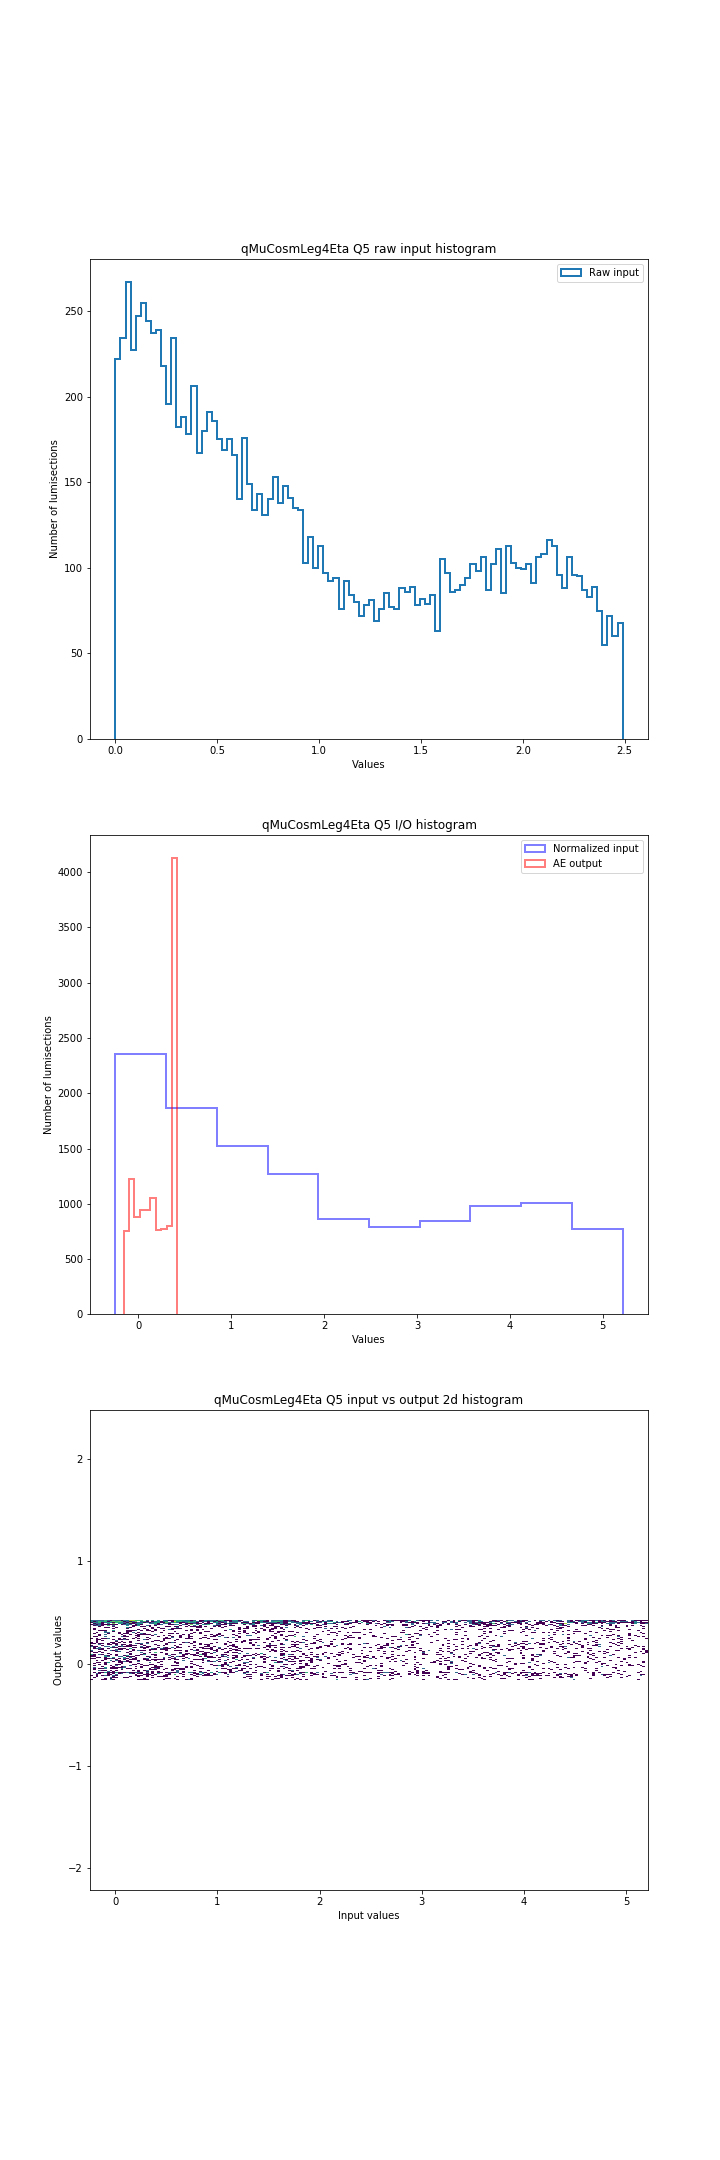 qMuCosmLeg4Eta Q5 raw input histogram
Raw input
250
200
150
100
50
0
Number of lumisections
0.0 0.5 1.0 1.5 2.0 2.5
Values
qMuCosmLeg4Eta Q5 I/O histogram
Normalized input
AE output
4000
3500
3000
2500
2000
1500
1000
500
0
Number of lumisections
0 1 2 3 4 5
Values
qMuCosmLeg4Eta Q5 input vs output 2d histogram
2
1
0
−1
−2
Output values
0 1 2 3 4 5
Input values